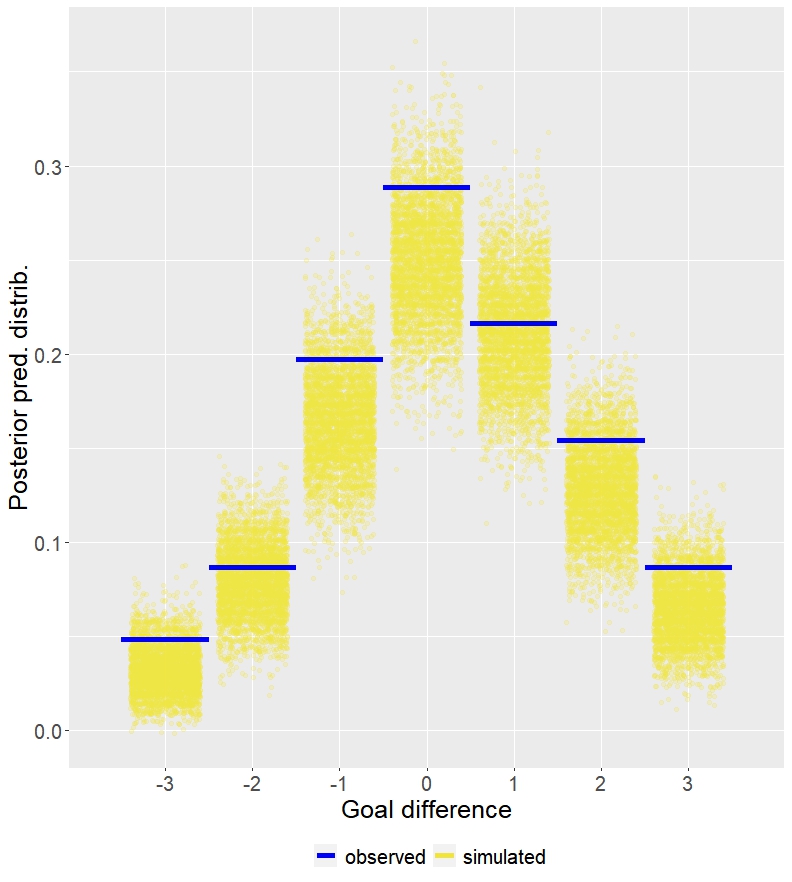 Posterior pred. distrib.
0.3
0.2
0.1
0.0
-3 -2 -1 0 1 2 3
Goal difference
observed simulated